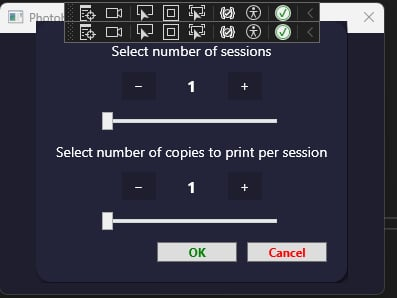 Select number of sessions
− 1 +
Select number of copies to print per session
− 1 +
OK Cancel